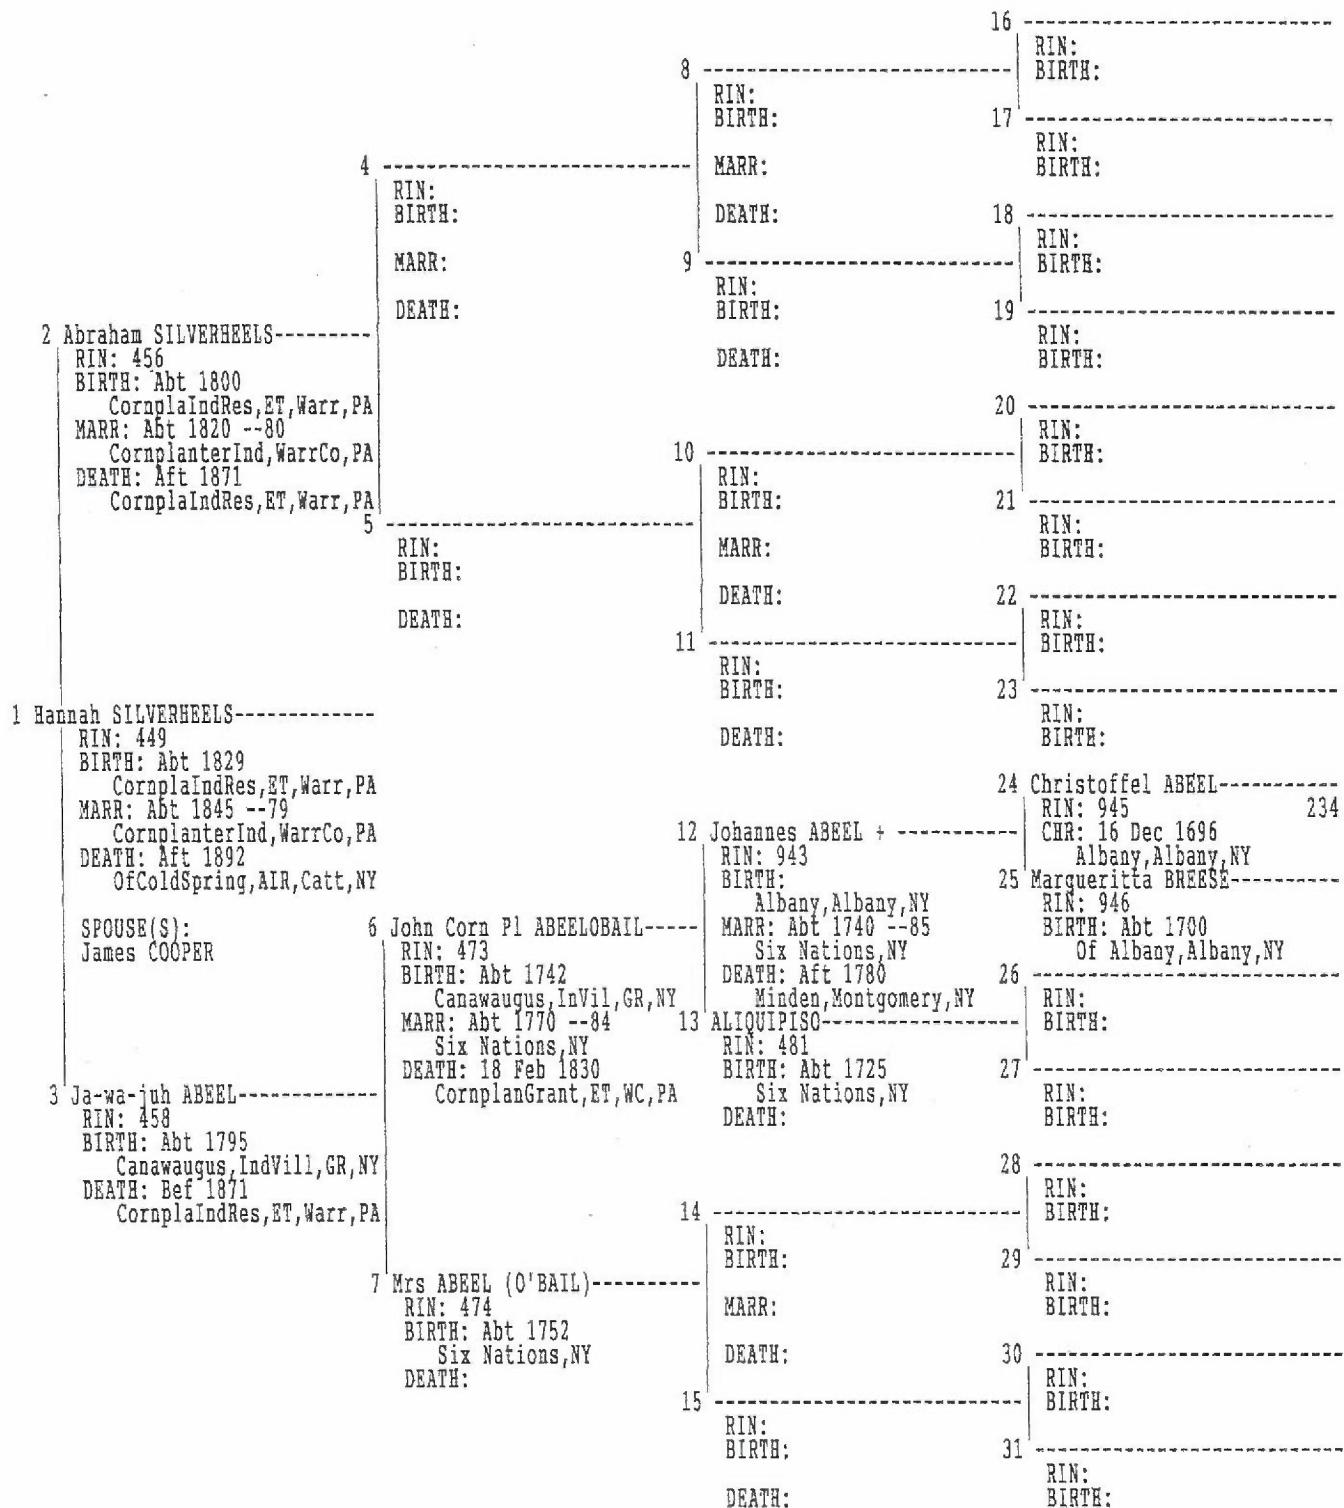 16 ------------------------------
RIN:
BIRTH:
8 ------------------------------
RIN:
BIRTH:
MARR:
DEATH:
17 ------------------------------
RIN:
BIRTH:
4 ------------------------------
RIN:
BIRTH:
MARR:
DEATH:
18 ------------------------------
RIN:
BIRTH:
9 ------------------------------
RIN:
BIRTH:
DEATH:
19 ------------------------------
RIN:
BIRTH:
2 Abraham SILVERHEELS---------
RIN: 456
BIRTH: Abt 1800
CornplaIndRes,ET,Warr,PA
MARR: Abt 1820 --80
CornplanterInd,WarrCo,PA
DEATH: Aft 1871
CornplaIndRes,ET,Warr,PA
20 ------------------------------
RIN:
BIRTH:
10 ------------------------------
RIN:
BIRTH:
MARR:
DEATH:
21 ------------------------------
RIN:
BIRTH:
5 ------------------------------
RIN:
BIRTH:
DEATH:
22 ------------------------------
RIN:
BIRTH:
11 ------------------------------
RIN:
BIRTH:
DEATH:
23 ------------------------------
RIN:
BIRTH:
1 Hannah SILVERHEELS-------------
RIN: 449
BIRTH: Abt 1829
CornplaIndRes,ET,Warr,PA
MARR: Abt 1845 --79
CornplanterInd,WarrCo,PA
DEATH: Aft 1892
OfColdSpring,AIR,Catt,NY
SPOUSE(S):
James COOPER
24 Christoffel ABEEL-----------
RIN: 945 234
CHR: 16 Dec 1696
Albany,Albany,NY
12 Johannes ABEEL + -----------
RIN: 943
BIRTH:
Albany,Albany,NY
MARR: Abt 1740 --85
Six Nations,NY
DEATH: Aft 1780
Minden,Montgomery,NY
25 Margueritta BREESE----------
RIN: 946
BIRTH: Abt 1700
Of Albany,Albany,NY
6 John Corn Pl ABEELOBAIL-----
RIN: 473
BIRTH: Abt 1742
Canawaugus,InVil,GR,NY
MARR: Abt 1770 --84
Six Nations,NY
DEATH: 18 Feb 1830
CornplanGrant,ET,WC,PA
26 ------------------------------
RIN:
BIRTH:
13 ALIQUIPISO------------------
RIN: 481
BIRTH: Abt 1725
Six Nations,NY
DEATH:
27 ------------------------------
RIN:
BIRTH:
3 Ja-wa-juh ABEEL-------------
RIN: 458
BIRTH: Abt 1795
Canawaugus,IndVill,GR,NY
DEATH: Bef 1871
CornplaIndRes,ET,Warr,PA
28 ------------------------------
RIN:
BIRTH:
14 ------------------------------
RIN:
BIRTH:
MARR:
DEATH:
29 ------------------------------
RIN:
BIRTH:
7 Mrs ABEEL (O'BAIL)----------
RIN: 474
BIRTH: Abt 1752
Six Nations,NY
DEATH:
30 ------------------------------
RIN:
BIRTH:
15 ------------------------------
RIN:
BIRTH:
DEATH:
31 ------------------------------
RIN:
BIRTH: